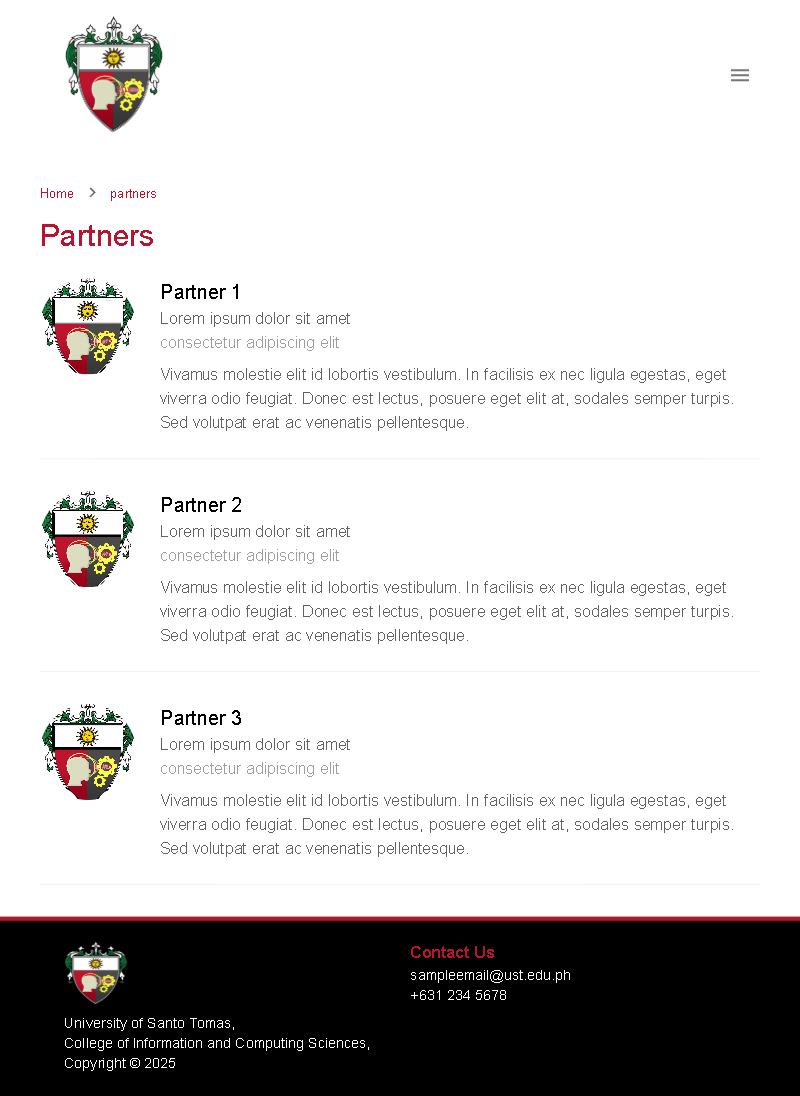 Home > partners
Partners
Partner 1
Lorem ipsum dolor sit amet
consectetur adipiscing elit
Vivamus molestie elit id lobortis vestibulum. In facilisis ex nec ligula egestas, eget
viverra odio feugiat. Donec est lectus, posuere eget elit at, sodales semper turpis.
Sed volutpat erat ac venenatis pellentesque.
Partner 2
Lorem ipsum dolor sit amet
consectetur adipiscing elit
Vivamus molestie elit id lobortis vestibulum. In facilisis ex nec ligula egestas, eget
viverra odio feugiat. Donec est lectus, posuere eget elit at, sodales semper turpis.
Sed volutpat erat ac venenatis pellentesque.
Partner 3
Lorem ipsum dolor sit amet
consectetur adipiscing elit
Vivamus molestie elit id lobortis vestibulum. In facilisis ex nec ligula egestas, eget
viverra odio feugiat. Donec est lectus, posuere eget elit at, sodales semper turpis.
Sed volutpat erat ac venenatis pellentesque.
University of Santo Tomas,
College of Information and Computing Sciences,
Copyright © 2025
Contact Us
sampleemail@ust.edu.ph
+631 234 5678